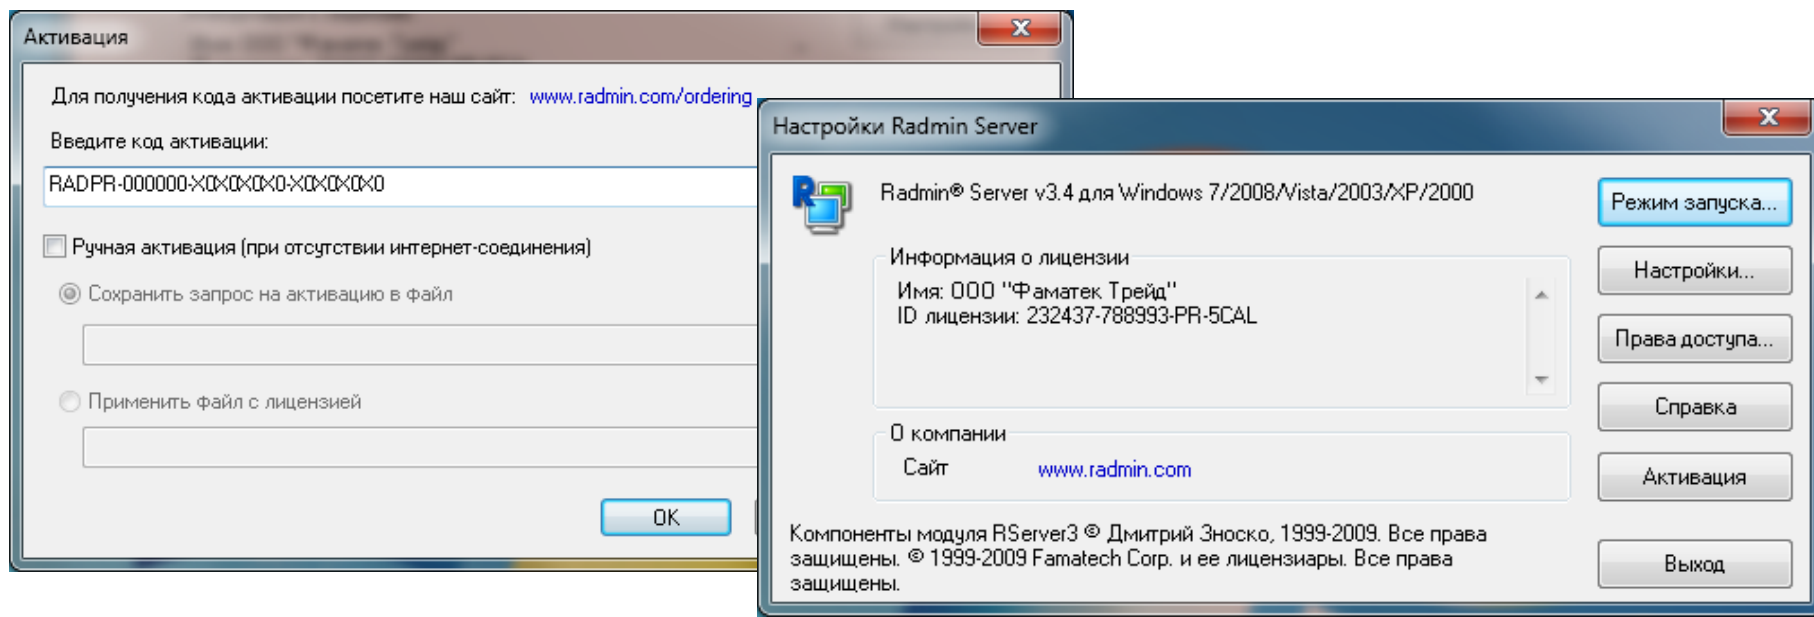 Активация
Для получения кода активации посетите наш сайт: www.radmin.com/ordering
Введите код активации:
RADPR-000000-X0X0X0X0-X0X0X0X0
Ручная активация (при отсутствии интернет-соединения)
Сохранить запрос на активацию в файл
Применить файл с лицензией
OK
Настройки Radmin Server
Radmin® Server v3.4 для Windows 7/2008/Vista/2003/XP/2000
Информация о лицензии
Имя: ООО "Фаматек Трейд"
ID лицензии: 232437-788993-PR-5CAL
О компании
Сайт www.radmin.com
Компоненты модуля RServer3 © Дмитрий Зноско, 1999-2009. Все права
защищены. © 1999-2009 Famatech Corp. и ее лицензиары. Все права
защищены.
Режим запуска...
Настройки...
Права доступа...
Справка
Активация
Выход